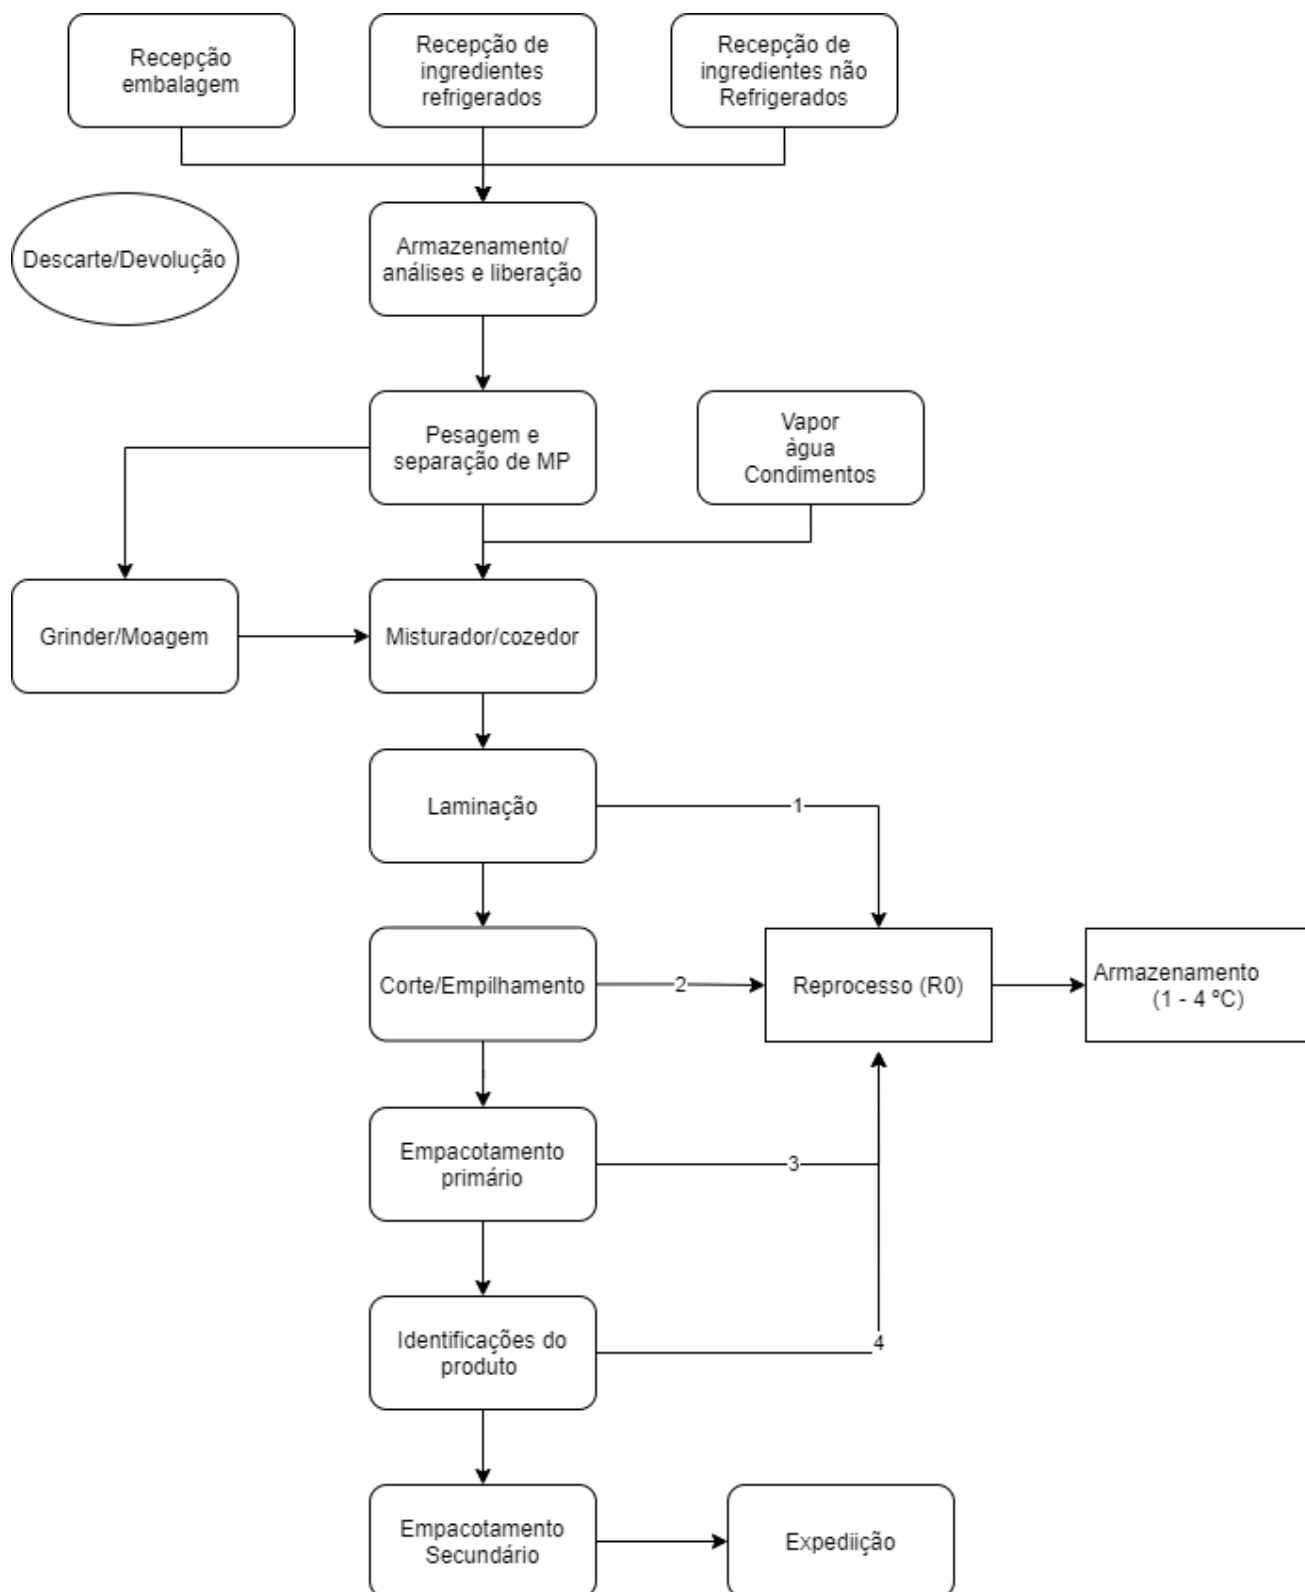 Recepção
embalagem
Recepção de
ingredientes
refrigerados
Recepção de
ingredientes não
Refrigerados
Descarte/Devolução
Armazenamento/
análises e liberação
Pesagem e
separação de MP
Vapor
àgua
Condimentos
Grinder/Moagem
Misturador/cozedor
Laminação
1
Corte/Empilhamento
2
Reprocesso (R0)
Armazenamento
(1 - 4 ºC)
Empacotamento
primário
3
Identificações do
produto
4
Empacotamento
Secundário
Expediição